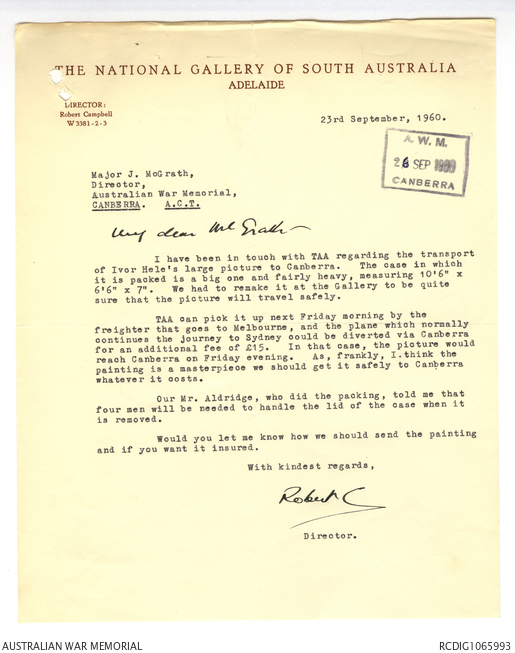 THE NATIONAL GALLERY OF SOUTH AUSTRALIA
ADELAIDE
DIRECTOR:
Robert Campbell
W 3381-2-3
23rd September, 1960.
A. W. M.
26 SEP 1960
CANBERRA
Major J. McGrath,
Director,
Australian War Memorial,
CANBERRA. A.C.T.
My dear McGrath
I have been in touch with TAA regarding the transport
of Ivor Hele's large picture to Canberra. The case in which
it is packed is a big one and fairly heavy, measuring 10'6" x
6'6" x 7". We had to remake it at the Gallery to be quite
sure that the picture will travel safely.
TAA can pick it up next Friday morning by the
freighter that goes to Melbourne, and the plane which normally
continues the journey to Sydney could be diverted via Canberra
for an additional fee of £15. In that case, the picture would
reach Canberra on Friday evening. As, frankly, I.think the
painting is a masterpiece we should get it safely to Canberra
whatever it costs.
Our Mr. Aldridge, who did the packing, told me that
four men will be needed to handle the lid of the case when it
is removed.
Would you let me know how we should send the painting
and if you want it insured.
With kindest regards,
Robert C
Director.
AUSTRALIAN WAR MEMORIAL
RCDIG1065993